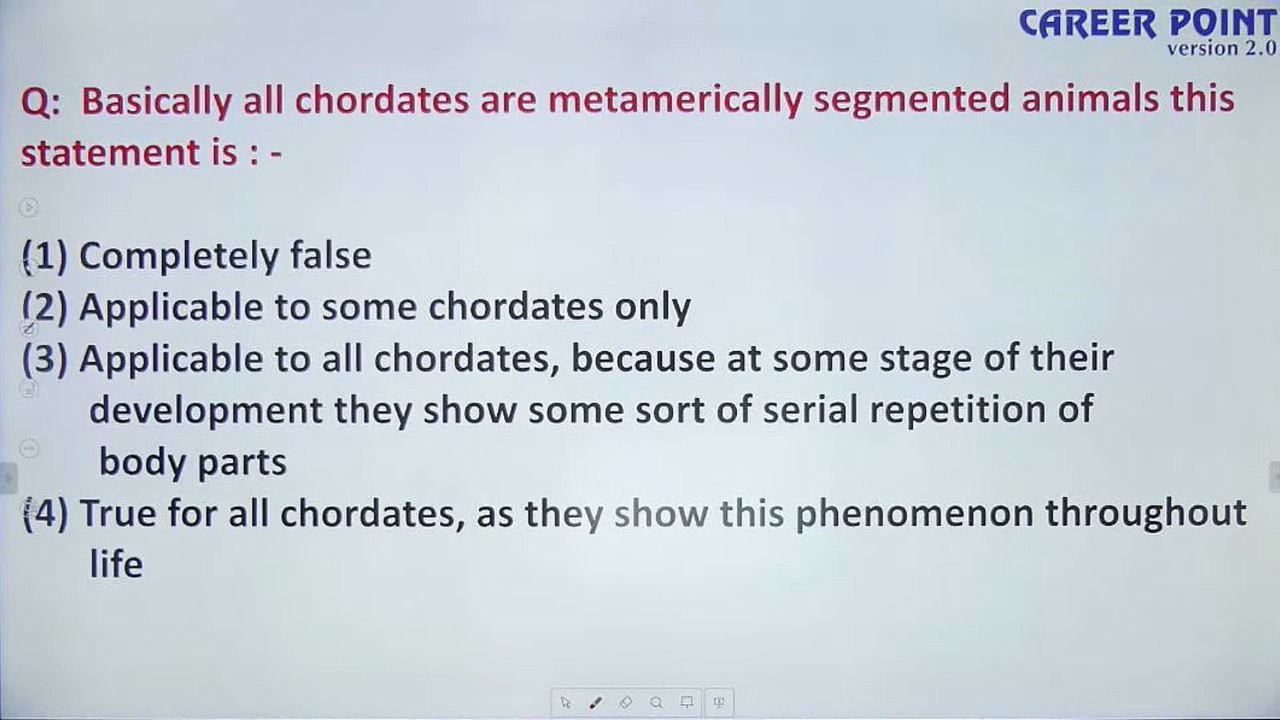 CAREER POINT
version 2.0
Q: Basically all chordates are metamerically segmented animals this
statement is : -
(1) Completely false
(2) Applicable to some chordates only
(3) Applicable to all chordates, because at some stage of their
development they show some sort of serial repetition of
body parts
(4) True for all chordates, as they show this phenomenon throughout
life